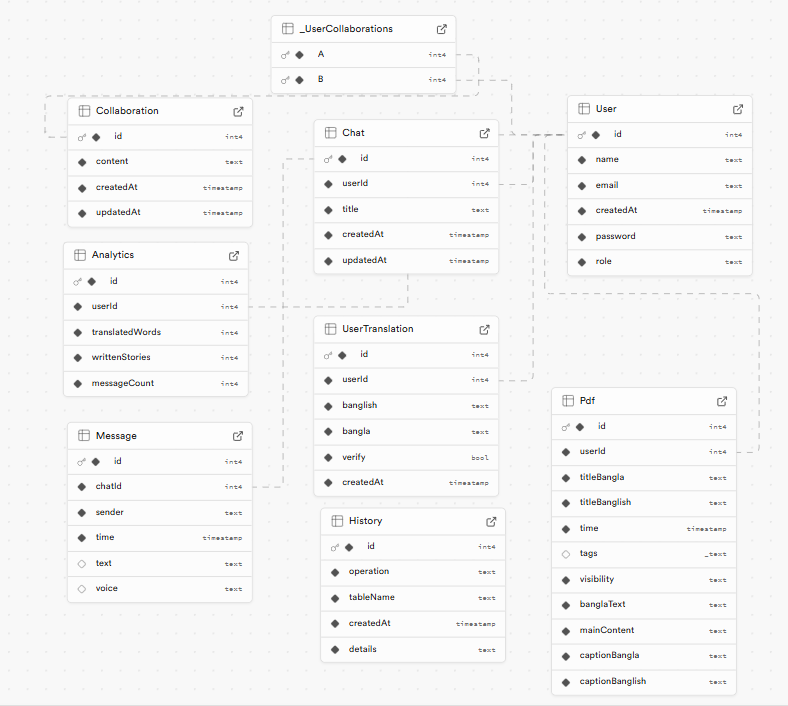 _UserCollaborations
A int4
B int4
Collaboration
id int4
content text
createdAt timestamp
updatedAt timestamp
Chat
id int4
userId int4
title text
createdAt timestamp
updatedAt timestamp
User
id int4
name text
email text
createdAt timestamp
password text
role text
Analytics
id int4
userId int4
translatedWords int4
writtenStories int4
messageCount int4
UserTranslation
id int4
userId int4
banglish text
bangla text
verify bool
createdAt timestamp
Pdf
id int4
userId int4
titleBangla text
titleBanglish text
time timestamp
tags _text
visibility text
banglaText text
mainContent text
captionBangla text
captionBanglish text
Message
id int4
chatId int4
sender text
time timestamp
text text
voice text
History
id int4
operation text
tableName text
createdAt timestamp
details text